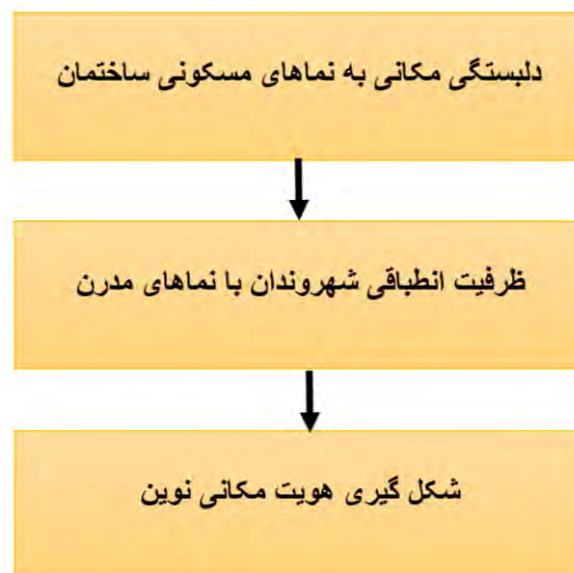 دلبستگی مکانی به نماهای مسکونی ساختمان
ظرفیت انطباقی شهروندان با نماهای مدرن
شکل گیری هویت مکانی نوین